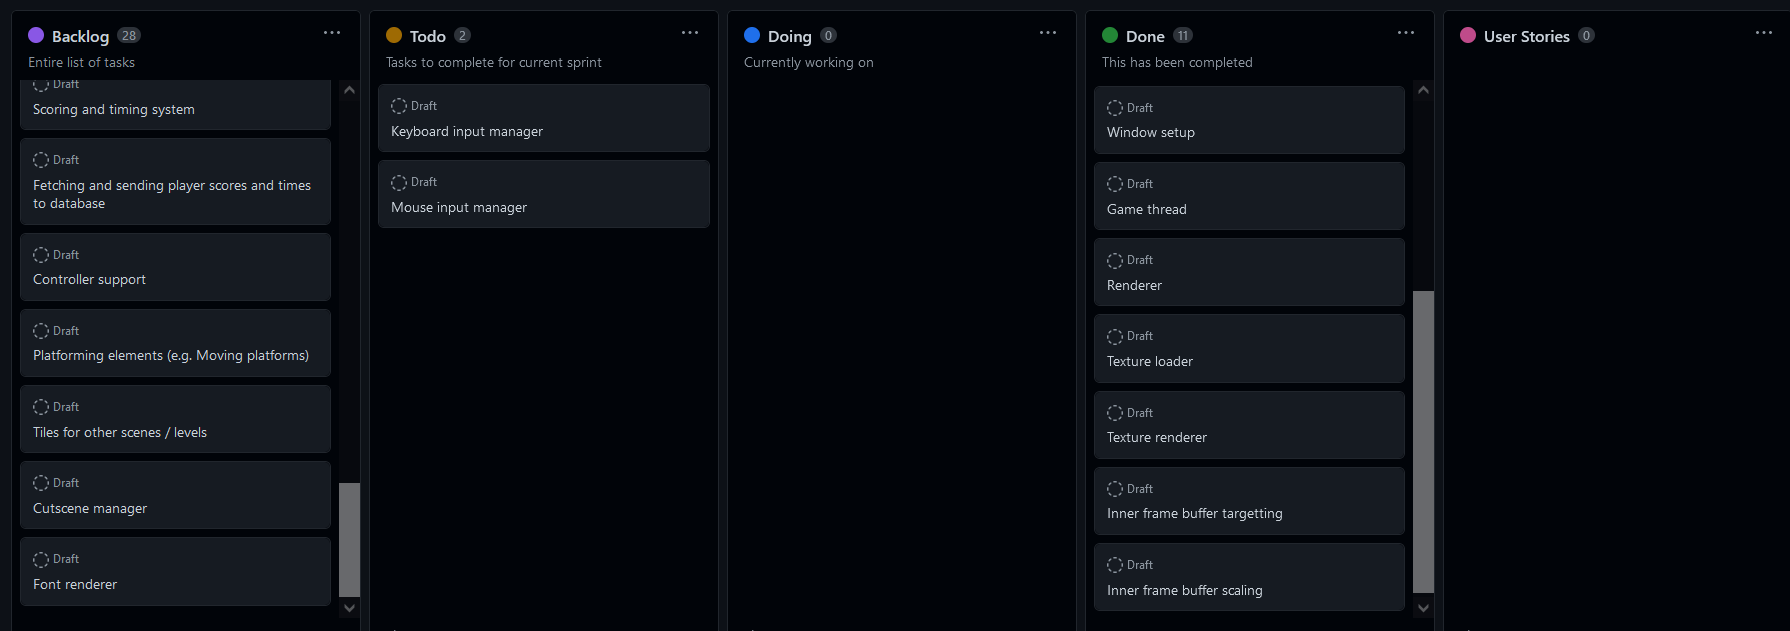 Backlog 28
Entire list of tasks
Draft
Scoring and timing system
Draft
Fetching and sending player scores and times
to database
Draft
Controller support
Draft
Platforming elements (e.g. Moving platforms)
Draft
Tiles for other scenes / levels
Draft
Cutscene manager
Draft
Font renderer
Todo 2
Tasks to complete for current sprint
Draft
Keyboard input manager
Draft
Mouse input manager
Doing 0
Currently working on
Done 11
This has been completed
Draft
Window setup
Draft
Game thread
Draft
Renderer
Draft
Texture loader
Draft
Texture renderer
Draft
Inner frame buffer targetting
Draft
Inner frame buffer scaling
User Stories 0